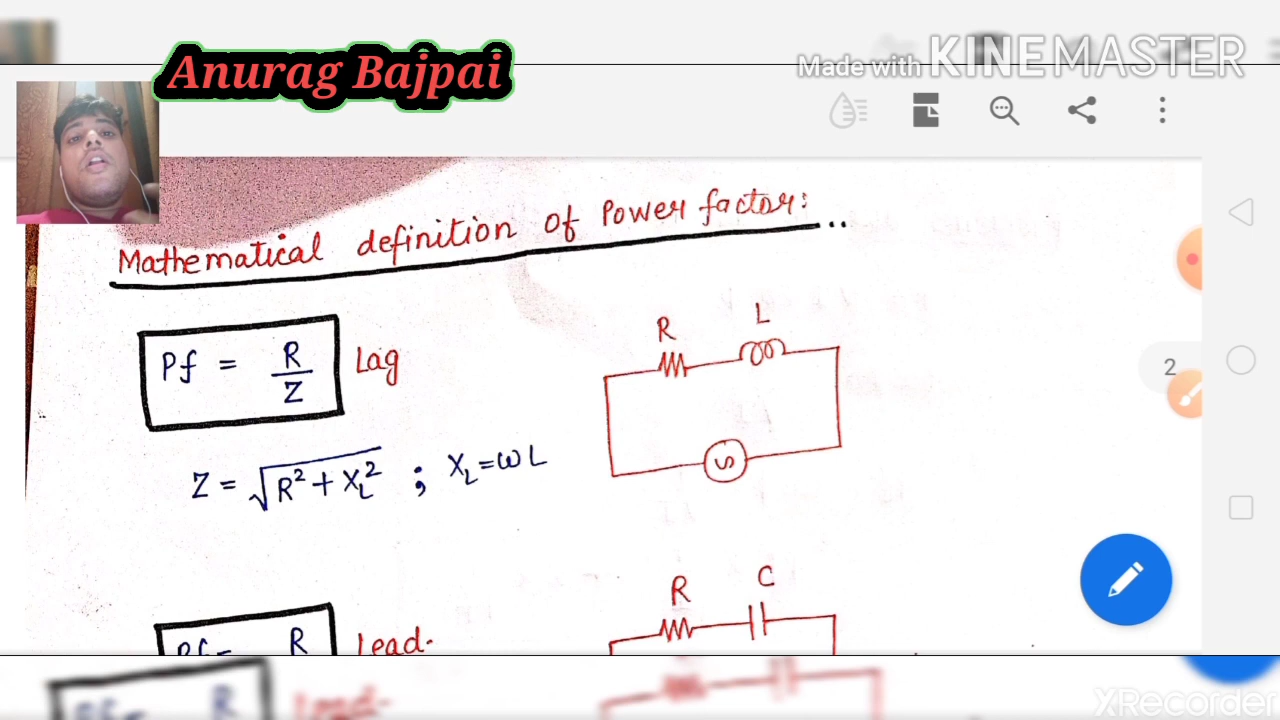 Anurag Bajpai
Made with KINEMASTER
Mathematical definition of Power factor:
R L
Pf = R/Z Lag
Z = √R² + X_L² ; X_L = ωL
2
R C
Pf = R Lead.
XRecorder